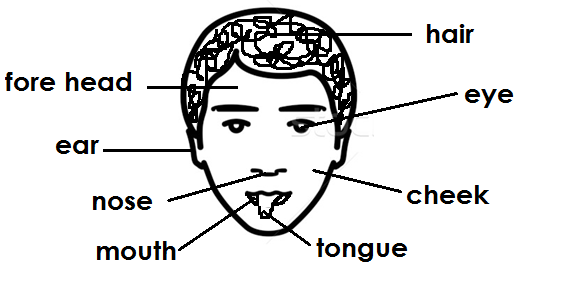 hair
fore head
eye
ear
cheek
nose
mouth
tongue